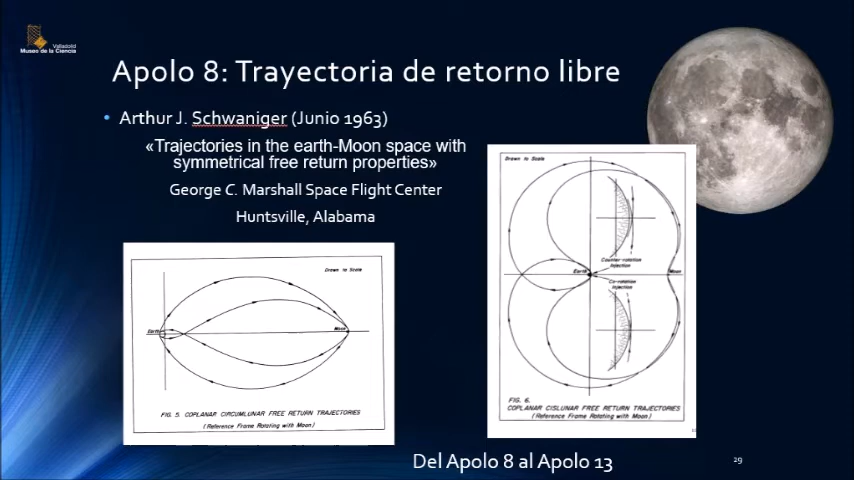 Valladolid
Museo de la Ciencia
Apolo 8: Trayectoria de retorno libre
• Arthur J. Schwaniger (Junio 1963)
«Trajectories in the earth-Moon space with
symmetrical free return properties»
George C. Marshall Space Flight Center
Huntsville, Alabama
Drawn to Scale
Earth
Moon
FIG. 5. COPLANAR CIRCUMLUNAR FREE RETURN TRAJECTORIES
(Reference Frame Rotating with Moon)
Drawn to Scale
Counter-rotation
Injection
Earth
Moon
Co-rotation
Injection
FIG. 6.
COPLANAR CISLUNAR FREE RETURN TRAJECTORIES
(Reference Frame Rotating with Moon)
Del Apolo 8 al Apolo 13
29